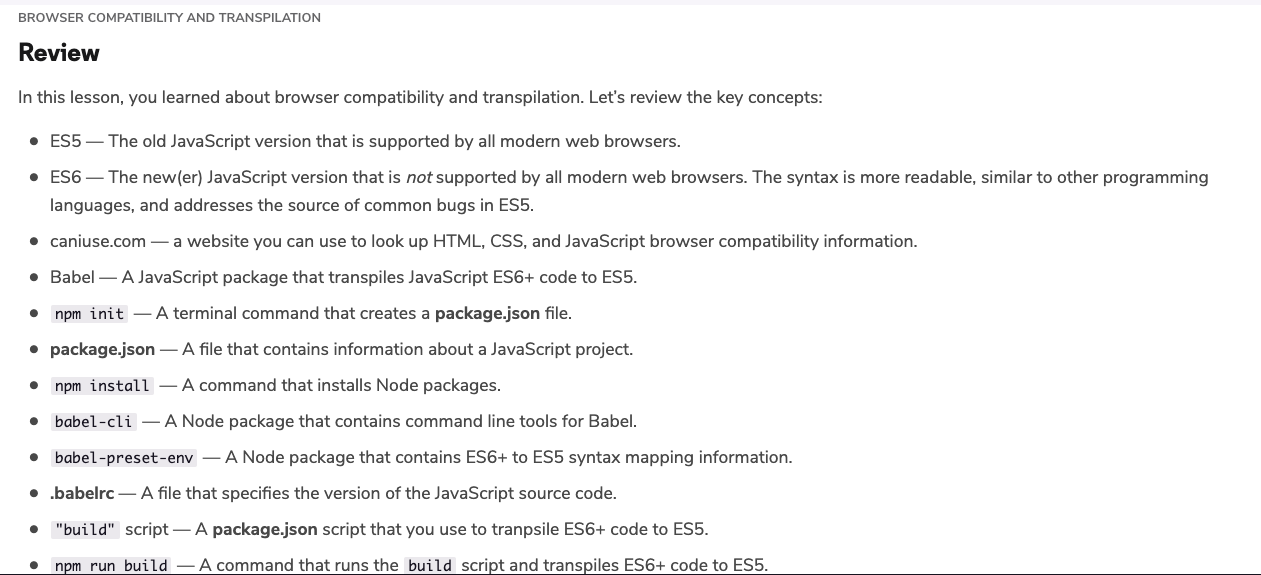 BROWSER COMPATIBILITY AND TRANSPILATION
Review
In this lesson, you learned about browser compatibility and transpilation. Let's review the key concepts:
• ES5 — The old JavaScript version that is supported by all modern web browsers.
• ES6 — The new(er) JavaScript version that is not supported by all modern web browsers. The syntax is more readable, similar to other programming
languages, and addresses the source of common bugs in ES5.
• caniuse.com — a website you can use to look up HTML, CSS, and JavaScript browser compatibility information.
• Babel — A JavaScript package that transpiles JavaScript ES6+ code to ES5.
• npm init — A terminal command that creates a package.json file.
• package.json — A file that contains information about a JavaScript project.
• npm install — A command that installs Node packages.
• babel-cli — A Node package that contains command line tools for Babel.
• babel-preset-env — A Node package that contains ES6+ to ES5 syntax mapping information.
• .babelrc — A file that specifies the version of the JavaScript source code.
• "build" script — A package.json script that you use to tranpsile ES6+ code to ES5.
• npm run build — A command that runs the build script and transpiles ES6+ code to ES5.